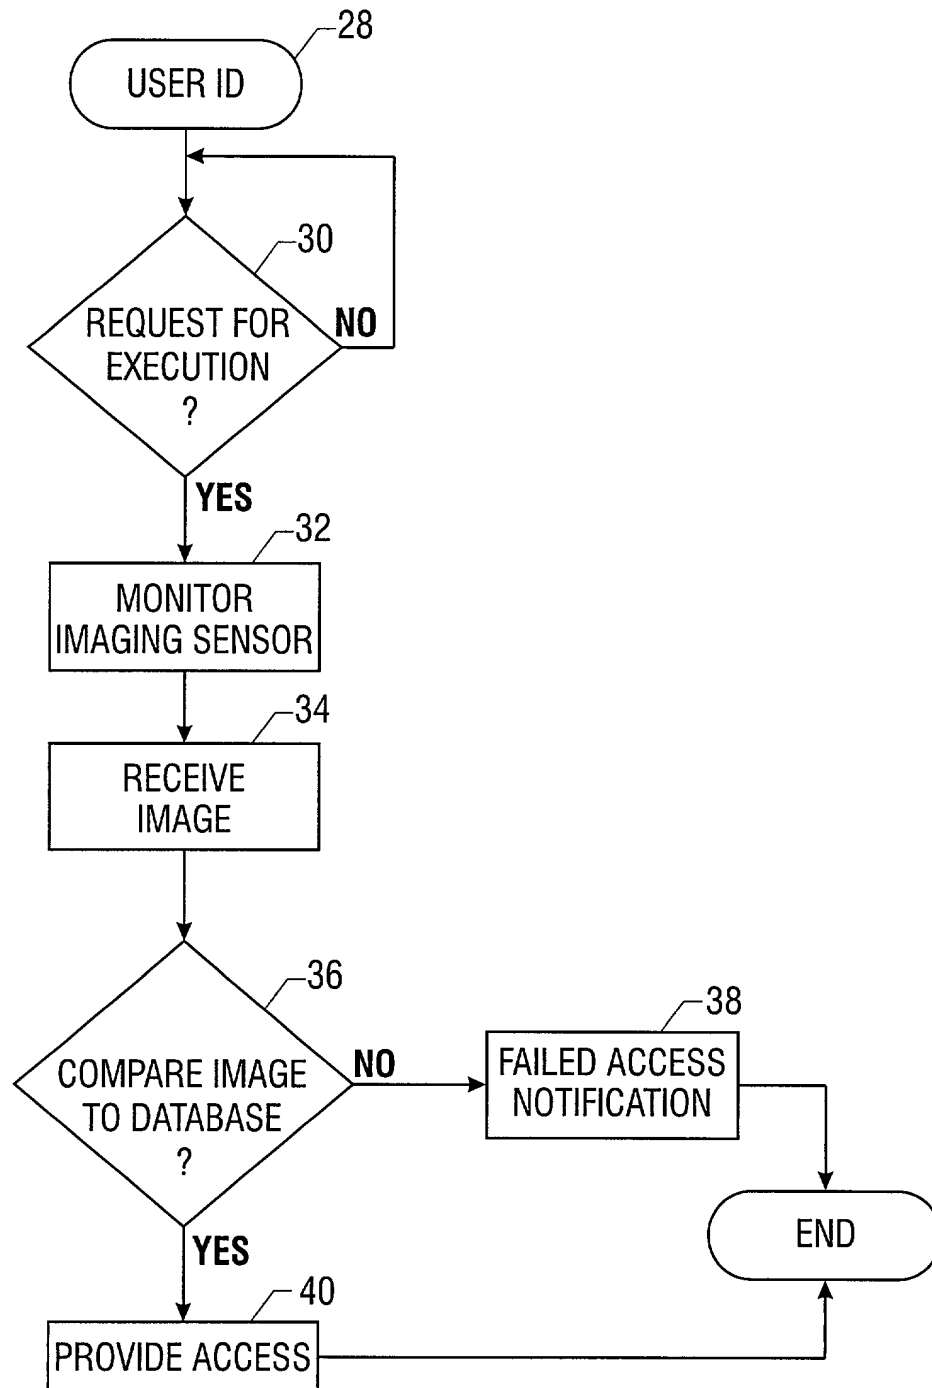 28
USER ID
30
REQUEST FOR
EXECUTION
?
NO
YES
32
MONITOR
IMAGING SENSOR
34
RECEIVE
IMAGE
36
COMPARE IMAGE
TO DATABASE
?
NO
38
FAILED ACCESS
NOTIFICATION
END
YES
40
PROVIDE ACCESS